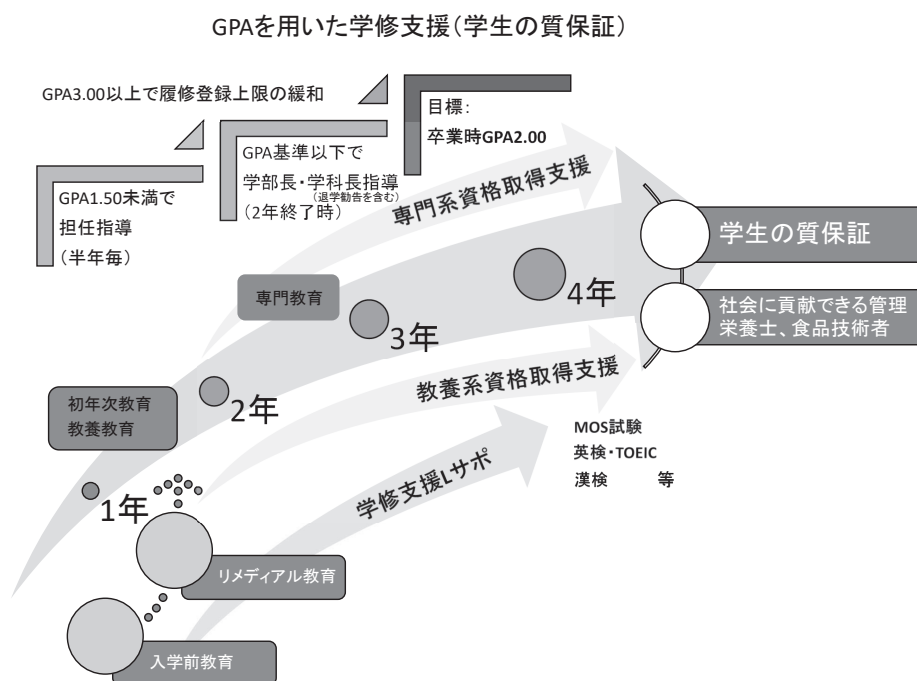 GPAを用いた学修支援(学生の質保証)
GPA3.00以上で履修登録上限の緩和
目標:
卒業時GPA2.00
GPA基準以下で
学部長・学科長指導
(退学勧告を含む)
(2年終了時)
GPA1.50未満で
担任指導
(半年毎)
専門系資格取得支援
学生の質保証
社会に貢献できる管理
栄養士、食品技術者
専門教育
4年
3年
初年次教育
教養教育
2年
教養系資格取得支援
MOS試験
英検・TOEIC
漢検 等
学修支援Lサポ
1年
リメディアル教育
入学前教育